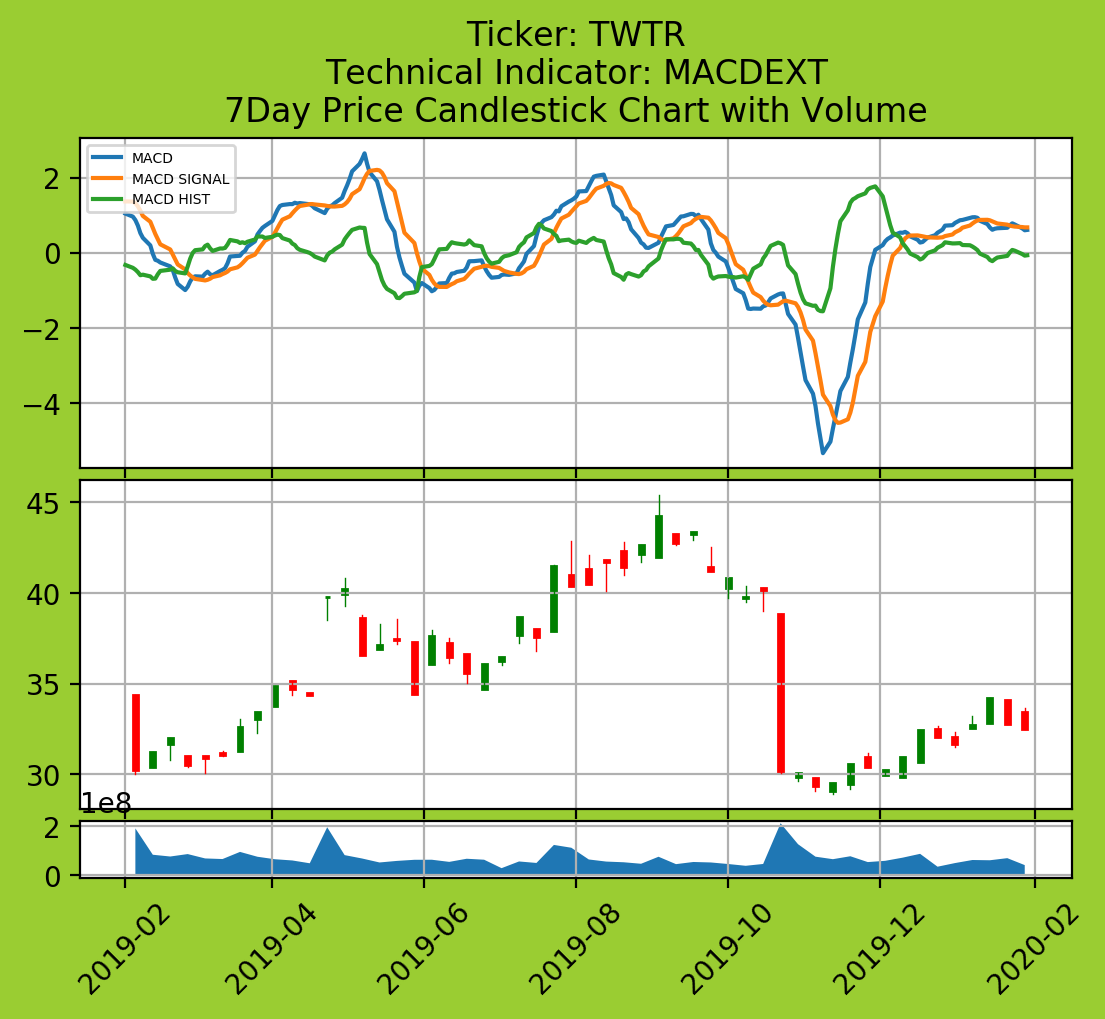 Ticker: TWTR
Technical Indicator: MACDEXT
7Day Price Candlestick Chart with Volume
MACD
MACD SIGNAL
MACD HIST
2
0
−2
−4
45
40
35
30
1e8
2
0
2019-02
2019-04
2019-06
2019-08
2019-10
2019-12
2020-02